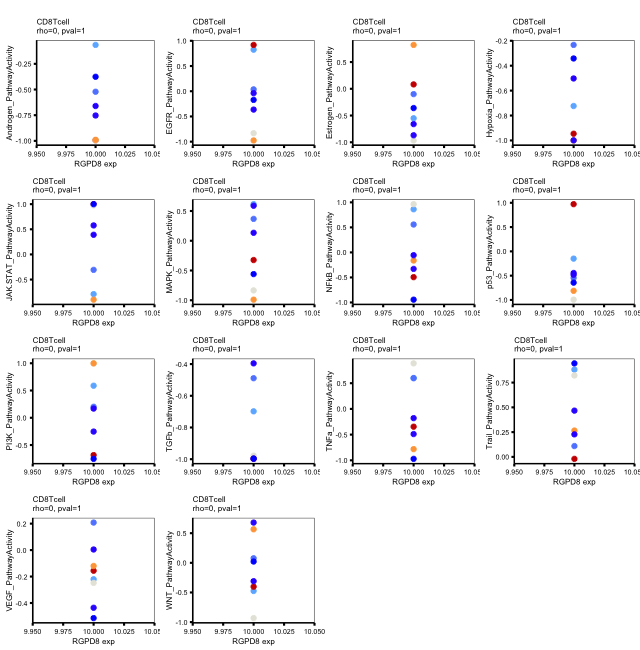 CD8Tcell
rho=0, pval=1
Androgen_PathwayActivity
-0.25
-0.50
-0.75
-1.00
9.950 9.975 10.000 10.025 10.05
RGPD8 exp
CD8Tcell
rho=0, pval=1
EGFR_PathwayActivity
1.0
0.5
0.0
-0.5
-1.0
9.950 9.975 10.000 10.025 10.05
RGPD8 exp
CD8Tcell
rho=0, pval=1
Estrogen_PathwayActivity
1.0
0.5
0.0
-0.5
-1.0
9.950 9.975 10.000 10.025 10.05
RGPD8 exp
CD8Tcell
rho=0, pval=1
Hypoxia_PathwayActivity
-0.2
-0.4
-0.6
-0.8
-1.0
9.950 9.975 10.000 10.025 10.05
RGPD8 exp
CD8Tcell
rho=0, pval=1
JAK.STAT_PathwayActivity
1.0
0.5
0.0
-0.5
9.950 9.975 10.000 10.025 10.05
RGPD8 exp
CD8Tcell
rho=0, pval=1
MAPK_PathwayActivity
0.5
0.0
-0.5
-1.0
9.950 9.975 10.000 10.025 10.05
RGPD8 exp
CD8Tcell
rho=0, pval=1
NFkB_PathwayActivity
1.0
0.5
0.0
-0.5
-1.0
9.950 9.975 10.000 10.025 10.05
RGPD8 exp
CD8Tcell
rho=0, pval=1
p53_PathwayActivity
1.0
0.5
0.0
-0.5
-1.0
9.950 9.975 10.000 10.025 10.05
RGPD8 exp
CD8Tcell
rho=0, pval=1
PI3K_PathwayActivity
1.0
0.5
0.0
-0.5
9.950 9.975 10.000 10.025 10.05
RGPD8 exp
CD8Tcell
rho=0, pval=1
TGFb_PathwayActivity
-0.4
-0.6
-0.8
-1.0
9.950 9.975 10.000 10.025 10.05
RGPD8 exp
CD8Tcell
rho=0, pval=1
TNFa_PathwayActivity
0.5
0.0
-0.5
-1.0
9.950 9.975 10.000 10.025 10.05
RGPD8 exp
CD8Tcell
rho=0, pval=1
Trail_PathwayActivity
0.75
0.50
0.25
0.00
9.950 9.975 10.000 10.025 10.05
RGPD8 exp
CD8Tcell
rho=0, pval=1
VEGF_PathwayActivity
0.2
0.0
-0.2
-0.4
9.950 9.975 10.000 10.025 10.05
RGPD8 exp
CD8Tcell
rho=0, pval=1
WNT_PathwayActivity
0.5
0.0
-0.5
-1.0
9.950 9.975 10.000 10.025 10.050
RGPD8 exp